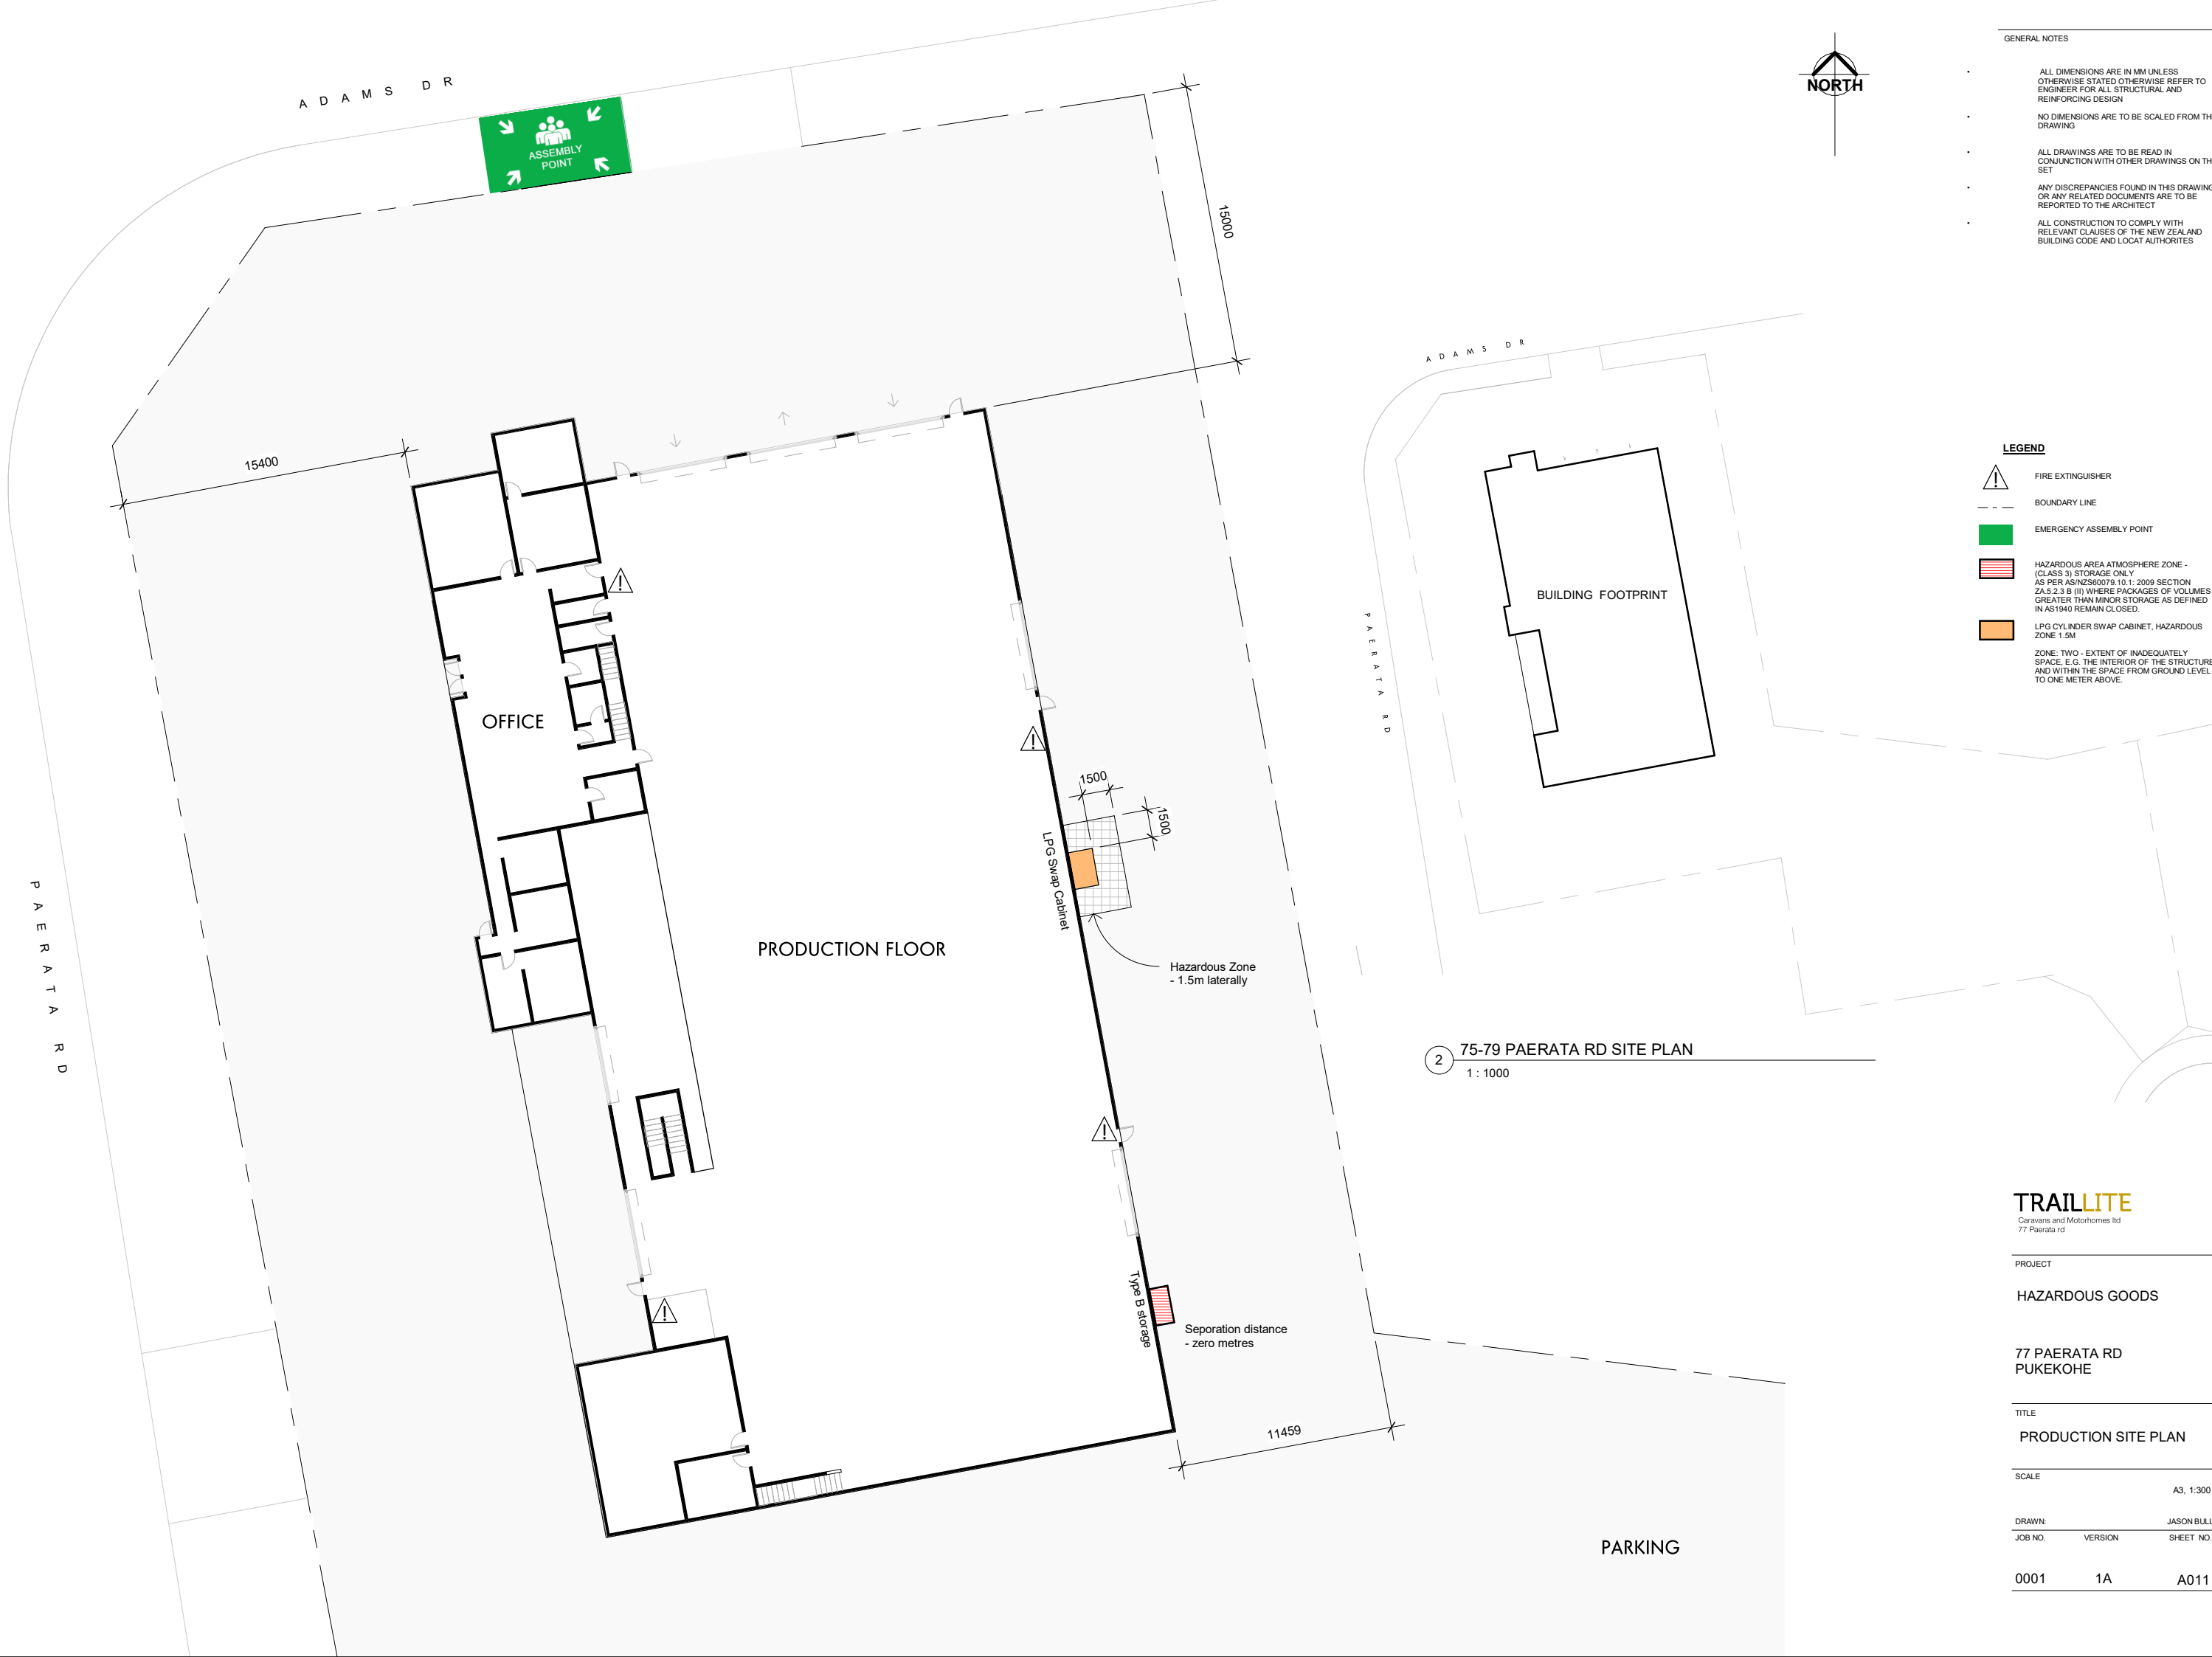 ADAMS DR
ASSEMBLY
POINT
15000
15400
OFFICE
PAERATA RD
PRODUCTION FLOOR
1500
1500
LPG Swap Cabinet
Hazardous Zone
- 1.5m laterally
Type B storage
Seporation distance
- zero metres
11459
PARKING
NORTH
ADAMS DR
PAERATA RD
BUILDING FOOTPRINT
2
75-79 PAERATA RD SITE PLAN
1 : 1000
GENERAL NOTES
• ALL DIMENSIONS ARE IN MM UNLESS
OTHERWISE STATED OTHERWISE REFER TO
ENGINEER FOR ALL STRUCTURAL AND
REINFORCING DESIGN
• NO DIMENSIONS ARE TO BE SCALED FROM TH
DRAWING
• ALL DRAWINGS ARE TO BE READ IN
CONJUNCTION WITH OTHER DRAWINGS ON TH
SET
• ANY DISCREPANCIES FOUND IN THIS DRAWING
OR ANY RELATED DOCUMENTS ARE TO BE
REPORTED TO THE ARCHITECT
• ALL CONSTRUCTION TO COMPLY WITH
RELEVANT CLAUSES OF THE NEW ZEALAND
BUILDING CODE AND LOCAT AUTHORITES
LEGEND
FIRE EXTINGUISHER
BOUNDARY LINE
EMERGENCY ASSEMBLY POINT
HAZARDOUS AREA ATMOSPHERE ZONE -
(CLASS 3) STORAGE ONLY
AS PER AS/NZS60079.10.1: 2009 SECTION
ZA.5.2.3 B (II) WHERE PACKAGES OF VOLUMES
GREATER THAN MINOR STORAGE AS DEFINED
IN AS1940 REMAIN CLOSED.
LPG CYLINDER SWAP CABINET, HAZARDOUS
ZONE 1.5M
ZONE: TWO - EXTENT OF INADEQUATELY
SPACE, E.G. THE INTERIOR OF THE STRUCTURE
AND WITHIN THE SPACE FROM GROUND LEVEL
TO ONE METER ABOVE.
TRAILLITE
Caravans and Motorhomes ltd
77 Paerata rd
PROJECT
HAZARDOUS GOODS
77 PAERATA RD
PUKEKOHE
TITLE
PRODUCTION SITE PLAN
SCALE
A3, 1:300
DRAWN: JASON BULL
JOB NO. VERSION SHEET NO.
0001 1A A011